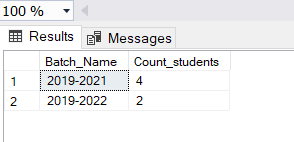 100 %
Results Messages
Batch_Name Count_students
1 2019-2021 4
2 2019-2022 2